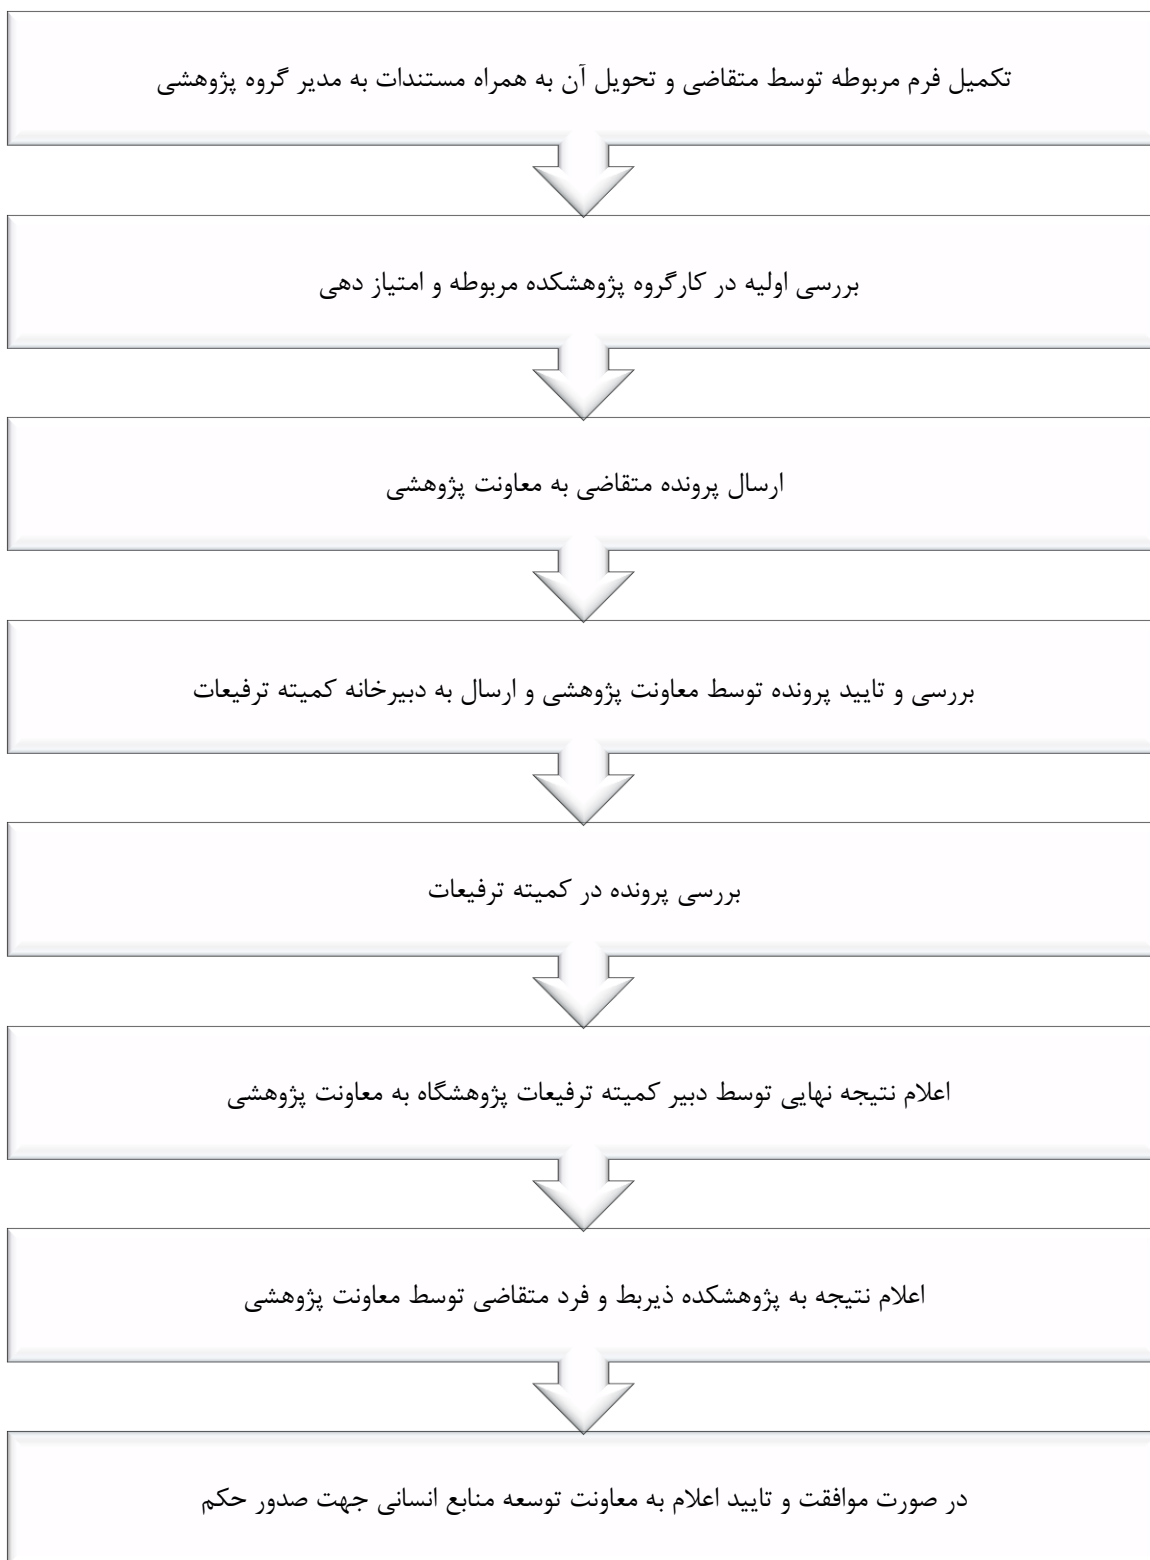 تکمیل فرم مربوطه توسط متقاضی و تحویل آن به همراه مستندات به مدیر گروه پژوهشی
بررسی اولیه در کارگروه پژوهشکده مربوطه و امتیاز دهی
ارسال پرونده متقاضی به معاونت پژوهشی
بررسی و تایید پرونده توسط معاونت پژوهشی و ارسال به دبیرخانه کمیته ترفیعات
بررسی پرونده در کمیته ترفیعات
اعلام نتیجه نهایی توسط دبیر کمیته ترفیعات پژوهشگاه به معاونت پژوهشی
اعلام نتیجه به پژوهشکده ذیربط و فرد متقاضی توسط معاونت پژوهشی
در صورت موافقت و تایید اعلام به معاونت توسعه منابع انسانی جهت صدور حکم